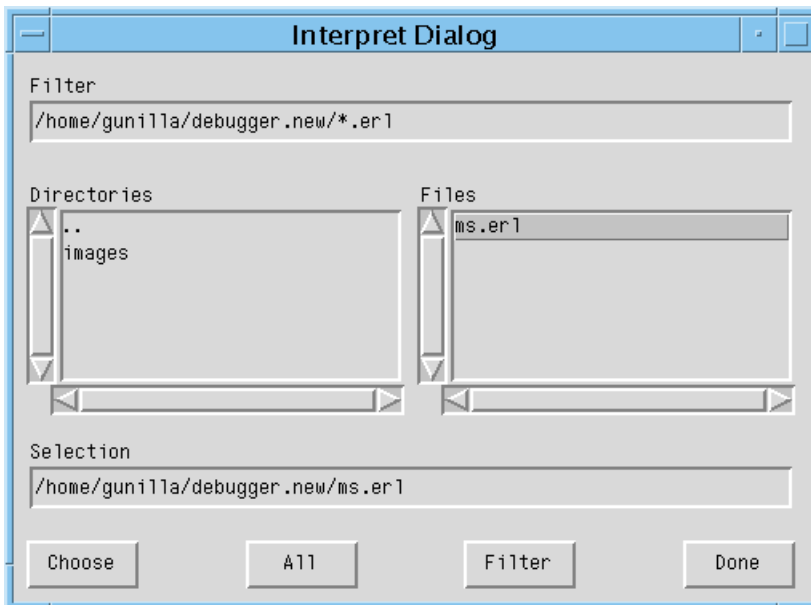 Interpret Dialog
Filter
/home/gunilla/debugger.new/*.erl
Directories
..
images
Files
ms.erl
Selection
/home/gunilla/debugger.new/ms.erl
Choose
All
Filter
Done